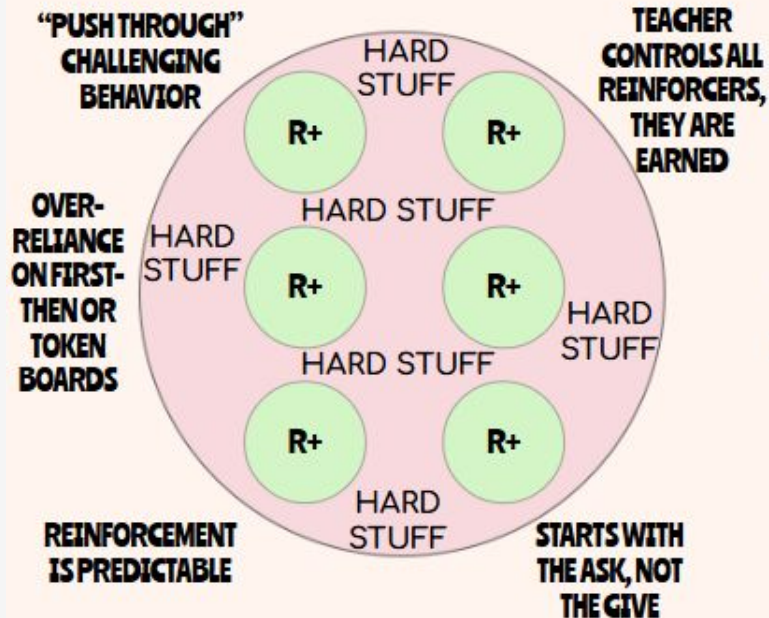 “PUSH THROUGH”
CHALLENGING
BEHAVIOR
TEACHER
CONTROLS ALL
REINFORCERS,
THEY ARE
EARNED
HARD
STUFF
R+
R+
HARD STUFF
OVER-
RELIANCE
ON FIRST-
THEN OR
TOKEN
BOARDS
HARD
STUFF
R+
R+
HARD
STUFF
HARD STUFF
R+
R+
HARD
STUFF
REINFORCEMENT
IS PREDICTABLE
STARTS WITH
THE ASK, NOT
THE GIVE